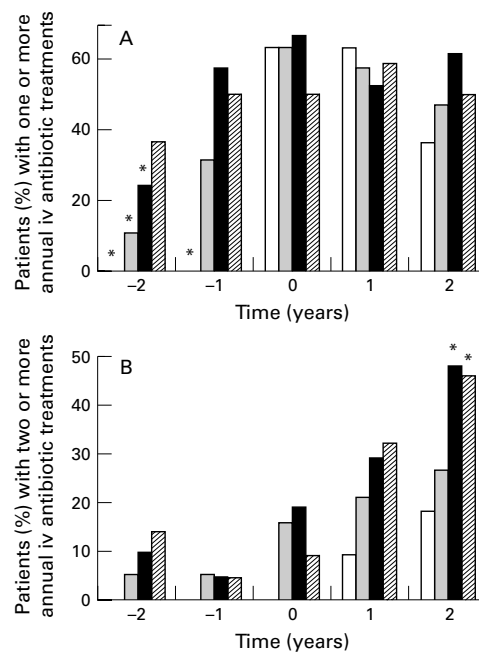 A
Patients (%) with one or more
annual iv antibiotic treatments
60
40
20
0
* * * *
–2 –1 0 1 2
Time (years)
B
Patients (%) with two or more
annual iv antibiotic treatments
50
40
30
20
10
0
* *
–2 –1 0 1 2
Time (years)